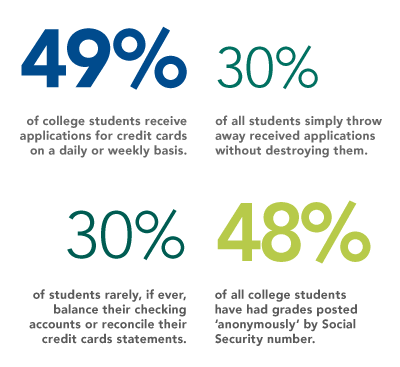 49%
of college students receive
applications for credit cards
on a daily or weekly basis.
30%
of all students simply throw
away received applications
without destroying them.
30%
of students rarely, if ever,
balance their checking
accounts or reconcile their
credit cards statements.
48%
of all college students
have had grades posted
‘anonymously’ by Social
Security number.